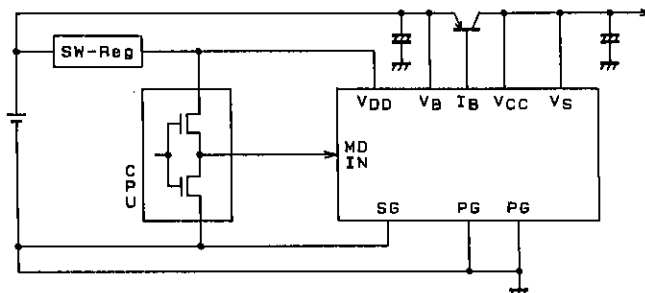 SW-Reg
VDD VB IB VCC VS
CPU
MD
IN
SG PG PG